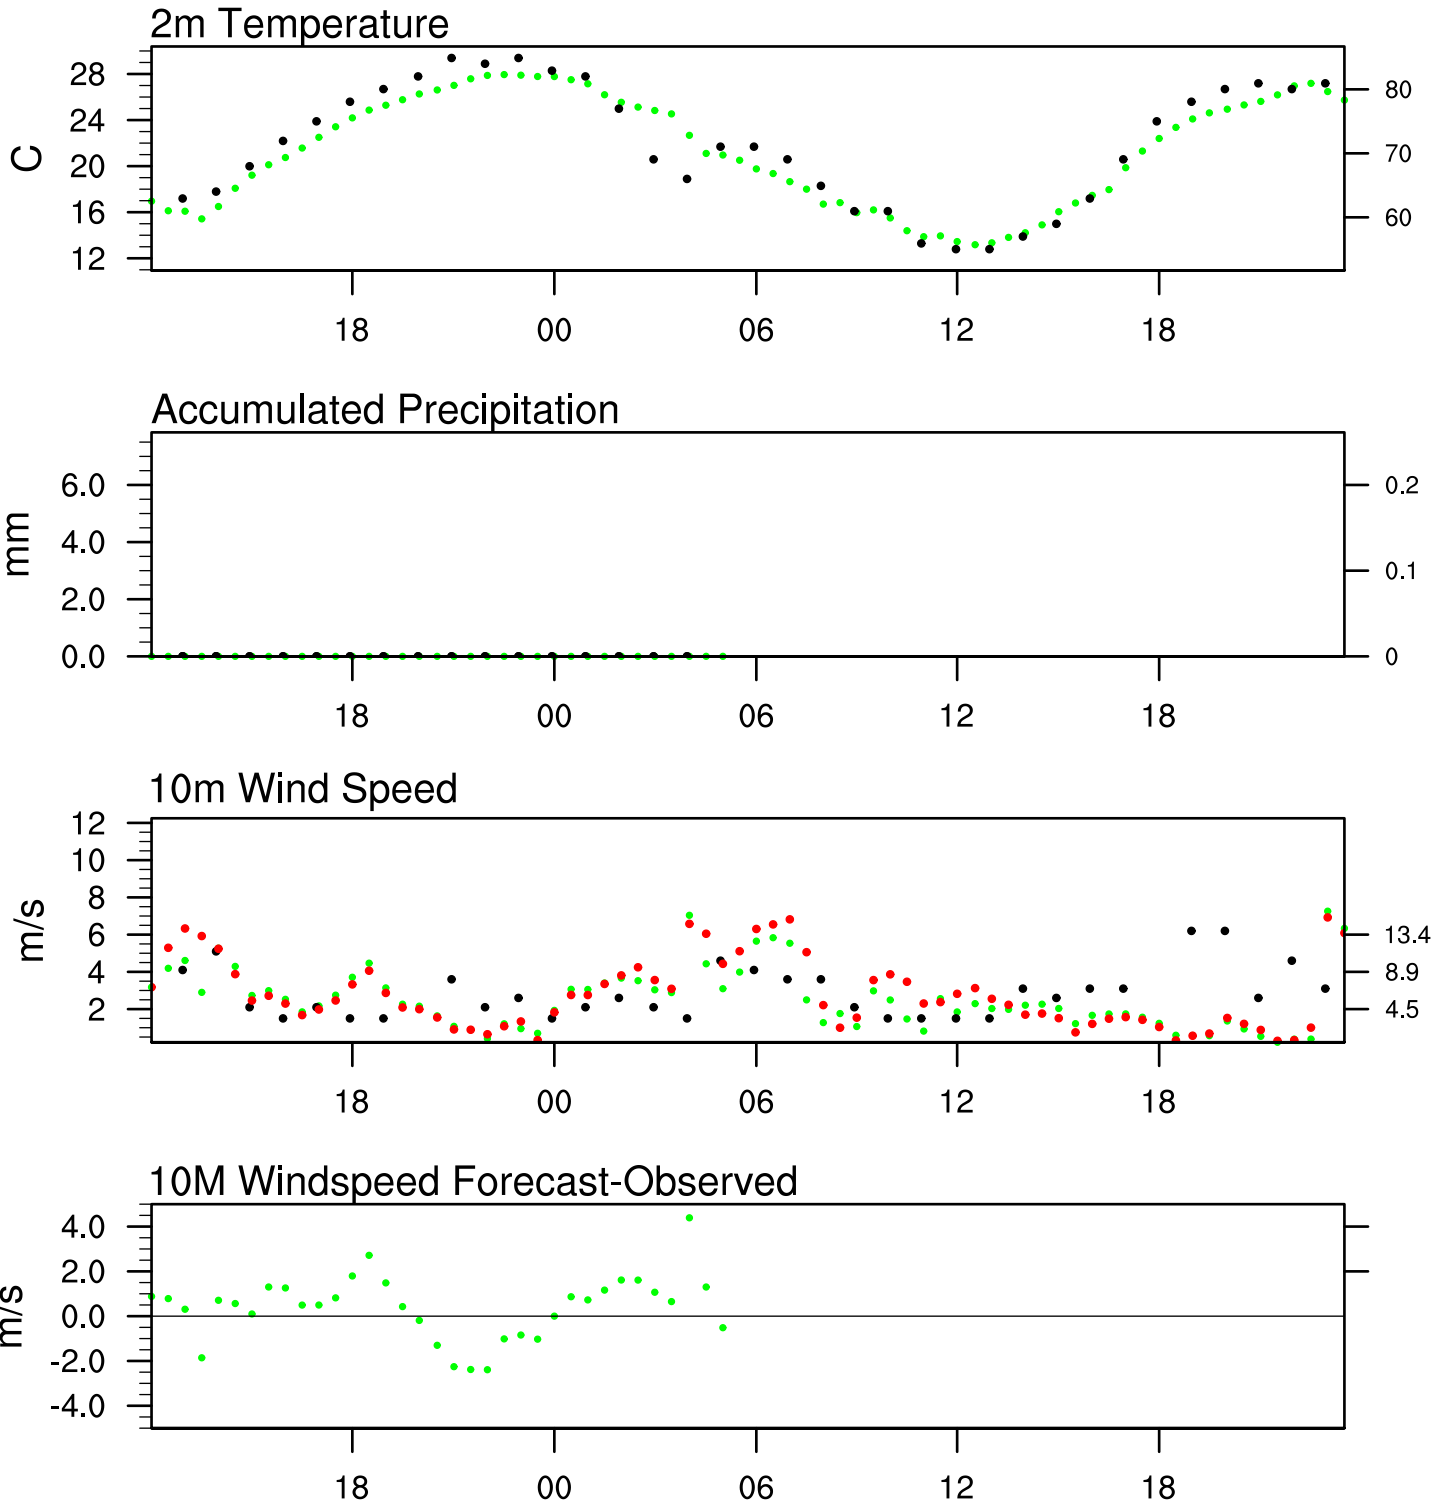 2m Temperature
28
24
20
16
12
C
80
70
60
18 00 06 12 18
Accumulated Precipitation
6.0
4.0
2.0
0.0
mm
0.2
0.1
0
18 00 06 12 18
10m Wind Speed
12
10
8
6
4
2
m/s
13.4
8.9
4.5
18 00 06 12 18
10M Windspeed Forecast-Observed
4.0
2.0
0.0
-2.0
-4.0
m/s
18 00 06 12 18